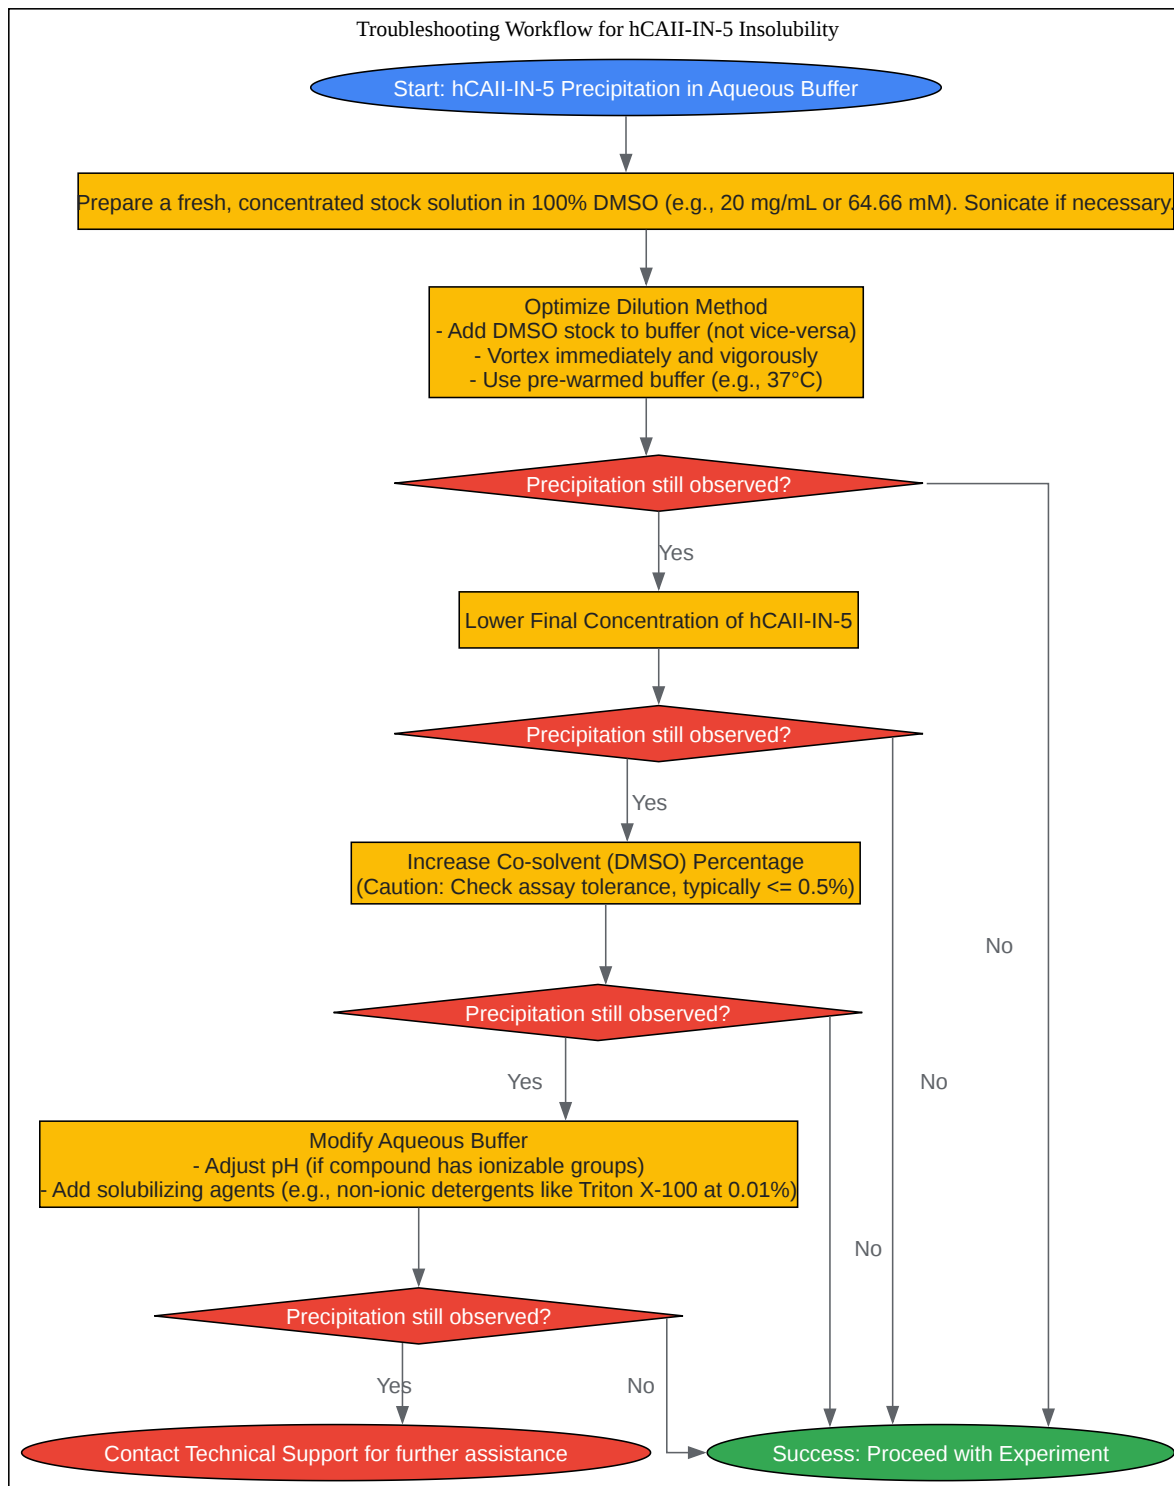 Troubleshooting Workflow for hCAII-IN-5 Insolubility
Start: hCAII-IN-5 Precipitation in Aqueous Buffer
Prepare a fresh, concentrated stock solution in 100% DMSO (e.g., 20 mg/mL or 64.66 mM). Sonicate if necessary.
Optimize Dilution Method
- Add DMSO stock to buffer (not vice-versa)
- Vortex immediately and vigorously
- Use pre-warmed buffer (e.g., 37°C)
Precipitation still observed?
Yes
Lower Final Concentration of hCAII-IN-5
Precipitation still observed?
Yes
Increase Co-solvent (DMSO) Percentage
(Caution: Check assay tolerance, typically <= 0.5%)
No
Precipitation still observed?
Yes
No
Modify Aqueous Buffer
- Adjust pH (if compound has ionizable groups)
- Add solubilizing agents (e.g., non-ionic detergents like Triton X-100 at 0.01%)
No
Precipitation still observed?
Yes
No
Contact Technical Support for further assistance
Success: Proceed with Experiment